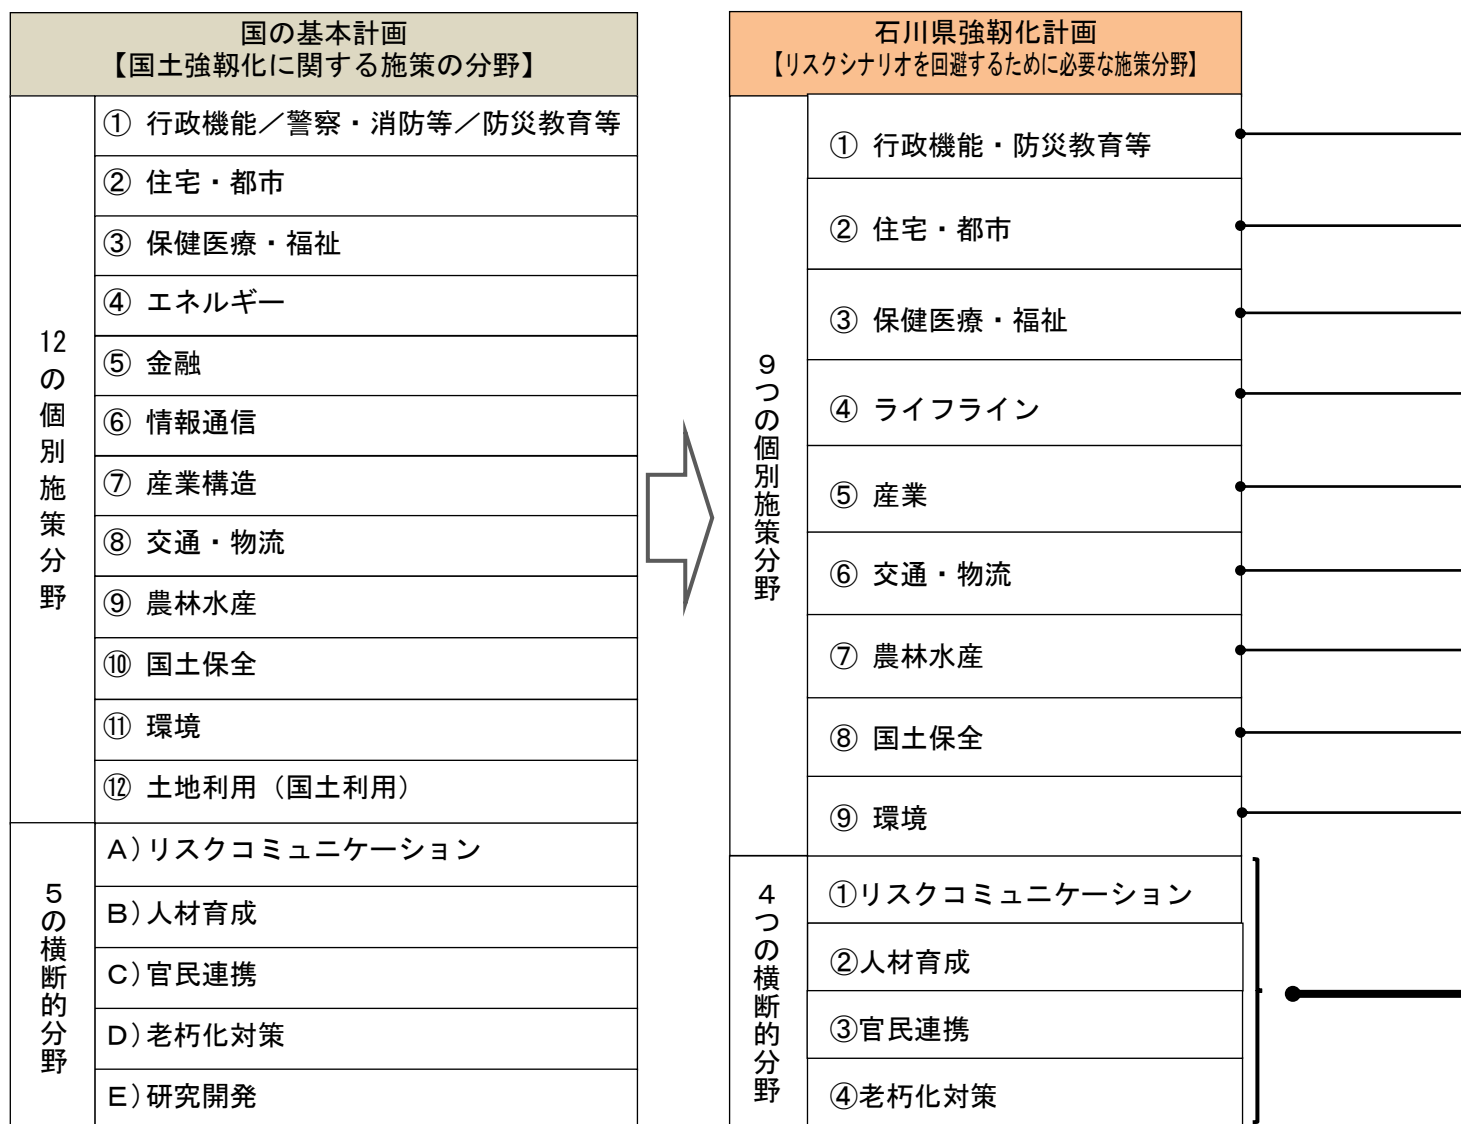 国の基本計画
【国土強靱化に関する施策の分野】
12の個別施策分野
① 行政機能／警察・消防等／防災教育等
② 住宅・都市
③ 保健医療・福祉
④ エネルギー
⑤ 金融
⑥ 情報通信
⑦ 産業構造
⑧ 交通・物流
⑨ 農林水産
⑩ 国土保全
⑪ 環境
⑫ 土地利用（国土利用）
５の横断的分野
Ａ）リスクコミュニケーション
Ｂ）人材育成
Ｃ）官民連携
Ｄ）老朽化対策
Ｅ）研究開発
石川県強靱化計画
【リスクシナリオを回避するために必要な施策分野】
９つの個別施策分野
① 行政機能・防災教育等
② 住宅・都市
③ 保健医療・福祉
④ ライフライン
⑤ 産業
⑥ 交通・物流
⑦ 農林水産
⑧ 国土保全
⑨ 環境
４つの横断的分野
①リスクコミュニケーション
②人材育成
③官民連携
④老朽化対策